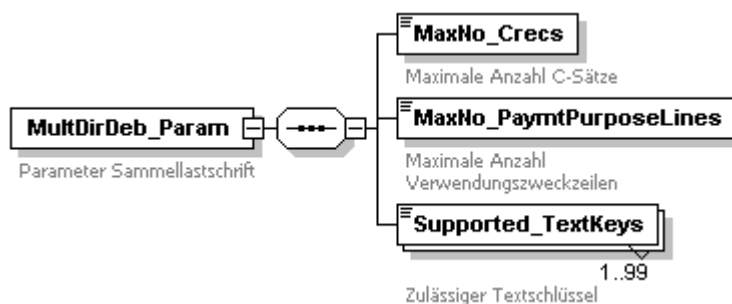 MaxNo_Crecs
Maximale Anzahl C-Sätze
MultDirDeb_Param
Parameter Sammellastschrift
MaxNo_PaymtPurposeLines
Maximale Anzahl
Verwendungszweckzeilen
Supported_TextKeys
1..99
Zulässiger Textschlüssel